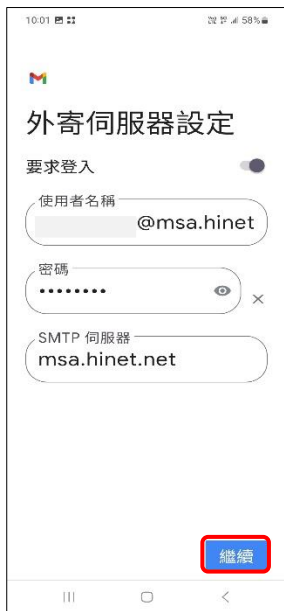 10:01
58%
外寄伺服器設定
要求登入
使用者名稱
@msa.hinet
密碼
••••••••
SMTP 伺服器
msa.hinet.net
繼續